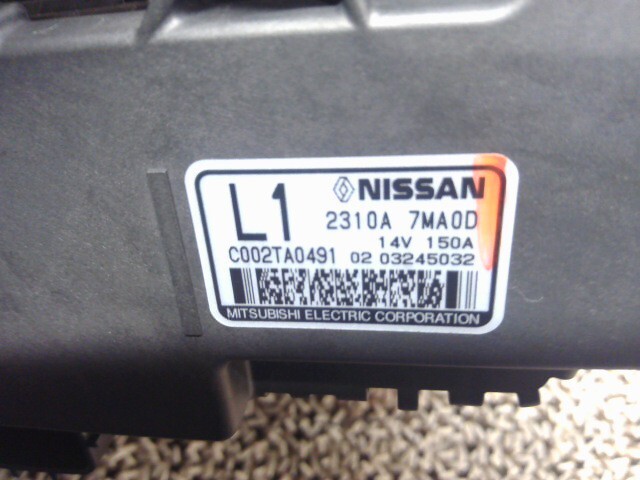 L1 NISSAN
2310A 7MA0D
14V 150A
C002TA0491 02 03245032
MITSUBISHI ELECTRIC CORPORATION